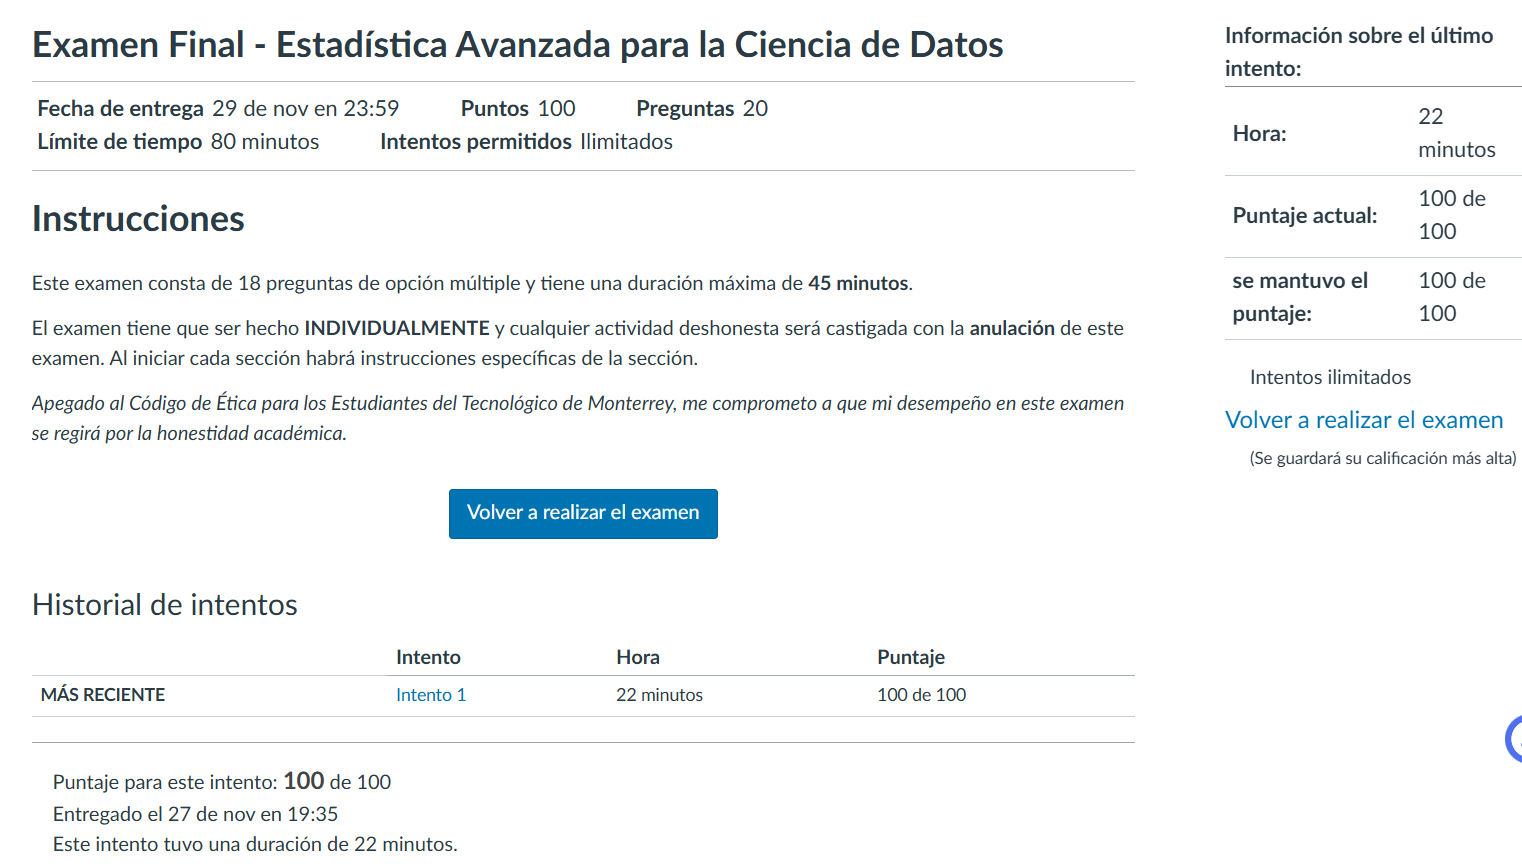 Examen Final - Estadística Avanzada para la Ciencia de Datos
Fecha de entrega 29 de nov en 23:59 Puntos 100 Preguntas 20
Límite de tiempo 80 minutos Intentos permitidos Ilimitados
Instrucciones
Este examen consta de 18 preguntas de opción múltiple y tiene una duración máxima de 45 minutos.
El examen tiene que ser hecho INDIVIDUALMENTE y cualquier actividad deshonesta será castigada con la anulación de este
examen. Al iniciar cada sección habrá instrucciones específicas de la sección.
Apegado al Código de Ética para los Estudiantes del Tecnológico de Monterrey, me comprometo a que mi desempeño en este examen
se regirá por la honestidad académica.
Volver a realizar el examen
Historial de intentos
Intento Hora Puntaje
MÁS RECIENTE Intento 1 22 minutos 100 de 100
Puntaje para este intento: 100 de 100
Entregado el 27 de nov en 19:35
Este intento tuvo una duración de 22 minutos.
Información sobre el último
intento:
Hora: 22
minutos
Puntaje actual: 100 de
100
se mantuvo el 100 de
puntaje: 100
Intentos ilimitados
Volver a realizar el examen
(Se guardará su calificación más alta)